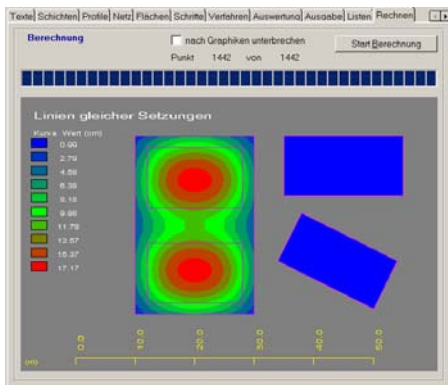 Texte Schichten Profile Netz Flächen Schritte Verfahren Auswertung Ausgabe Listen Rechnen
Berechnung
nach Graphiken unterbrechen
Start Berechnung
Punkt 1442 von 1442
Linien gleicher Setzungen
Kurve Wert (cm)
0.99
2.79
4.58
6.38
8.18
9.98
11.78
13.57
15.37
17.17
0.0 10.0 20.0 30.0 40.0 50.0
(m)